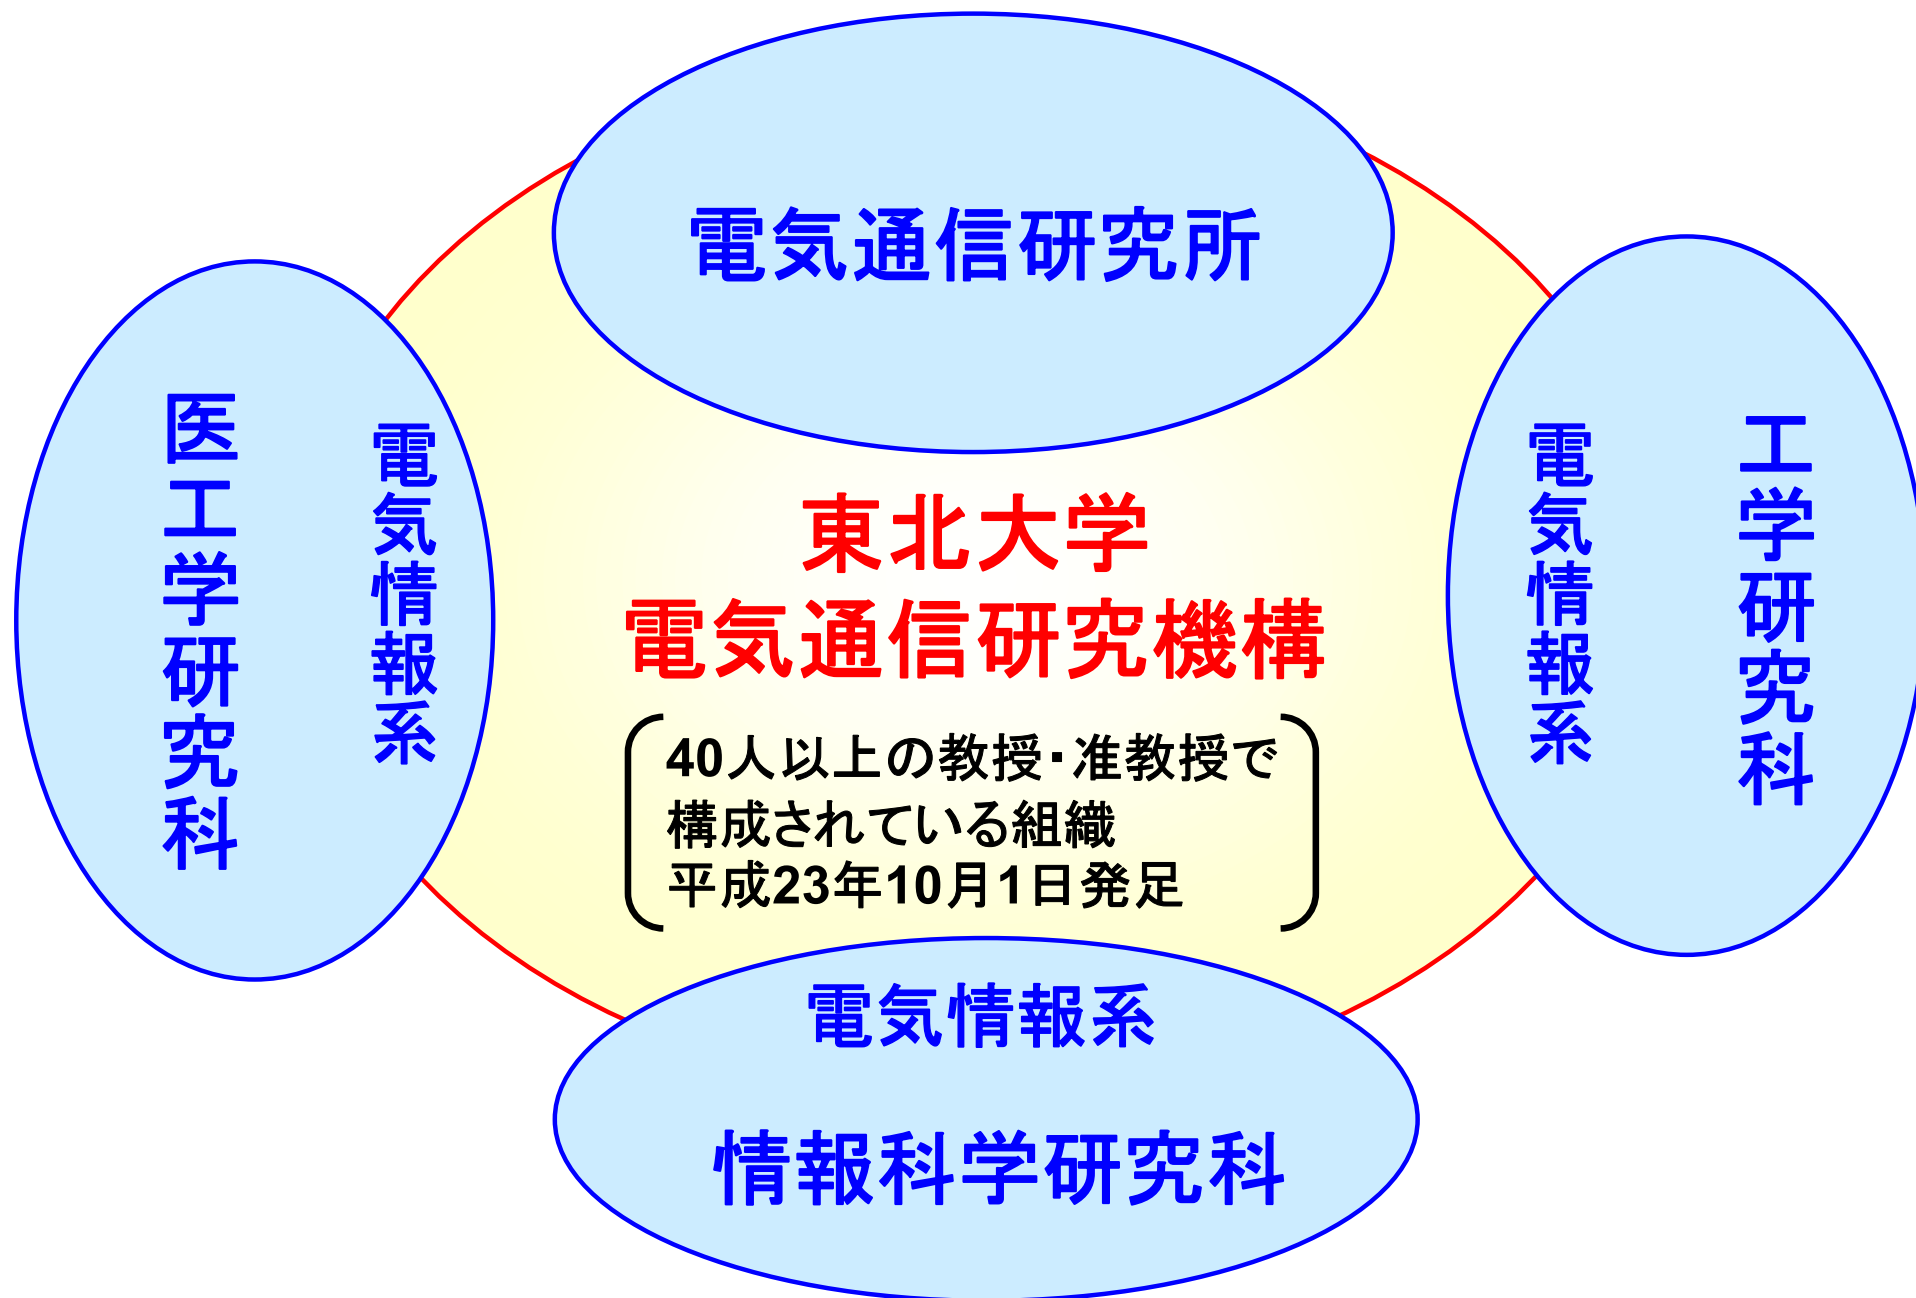 電気通信研究所
医工学研究科
電気情報系
東北大学
電気通信研究機構
40人以上の教授・准教授で
構成されている組織
平成23年10月1日発足
電気情報系
工学研究科
電気情報系
情報科学研究科